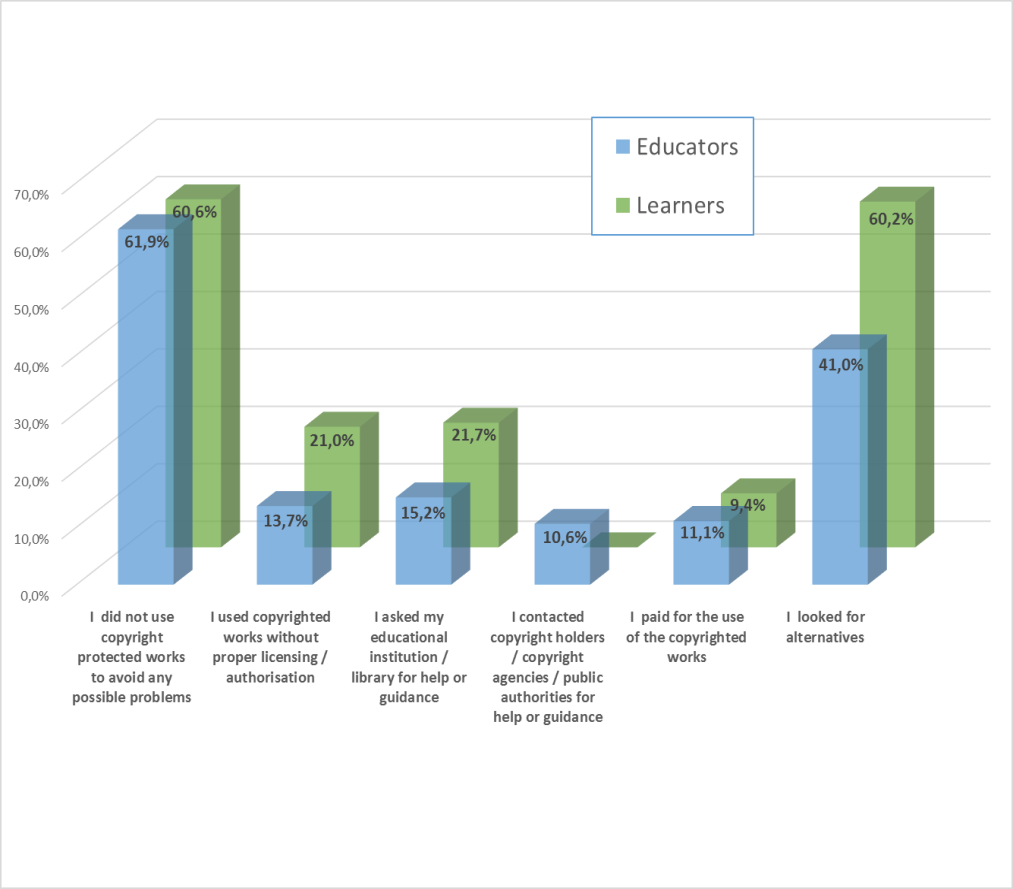 Educators
Learners
70,0%
60,0%
50,0%
40,0%
30,0%
20,0%
10,0%
0,0%
61,9%
60,6%
13,7%
21,0%
15,2%
21,7%
10,6%
11,1%
9,4%
41,0%
60,2%
I did not use
copyright
protected works
to avoid any
possible problems
I used copyrighted
works without
proper licensing /
authorisation
I asked my
educational
institution /
library for help or
guidance
I contacted
copyright holders
/ copyright
agencies / public
authorities for
help or guidance
I paid for the use
of the copyrighted
works
I looked for
alternatives